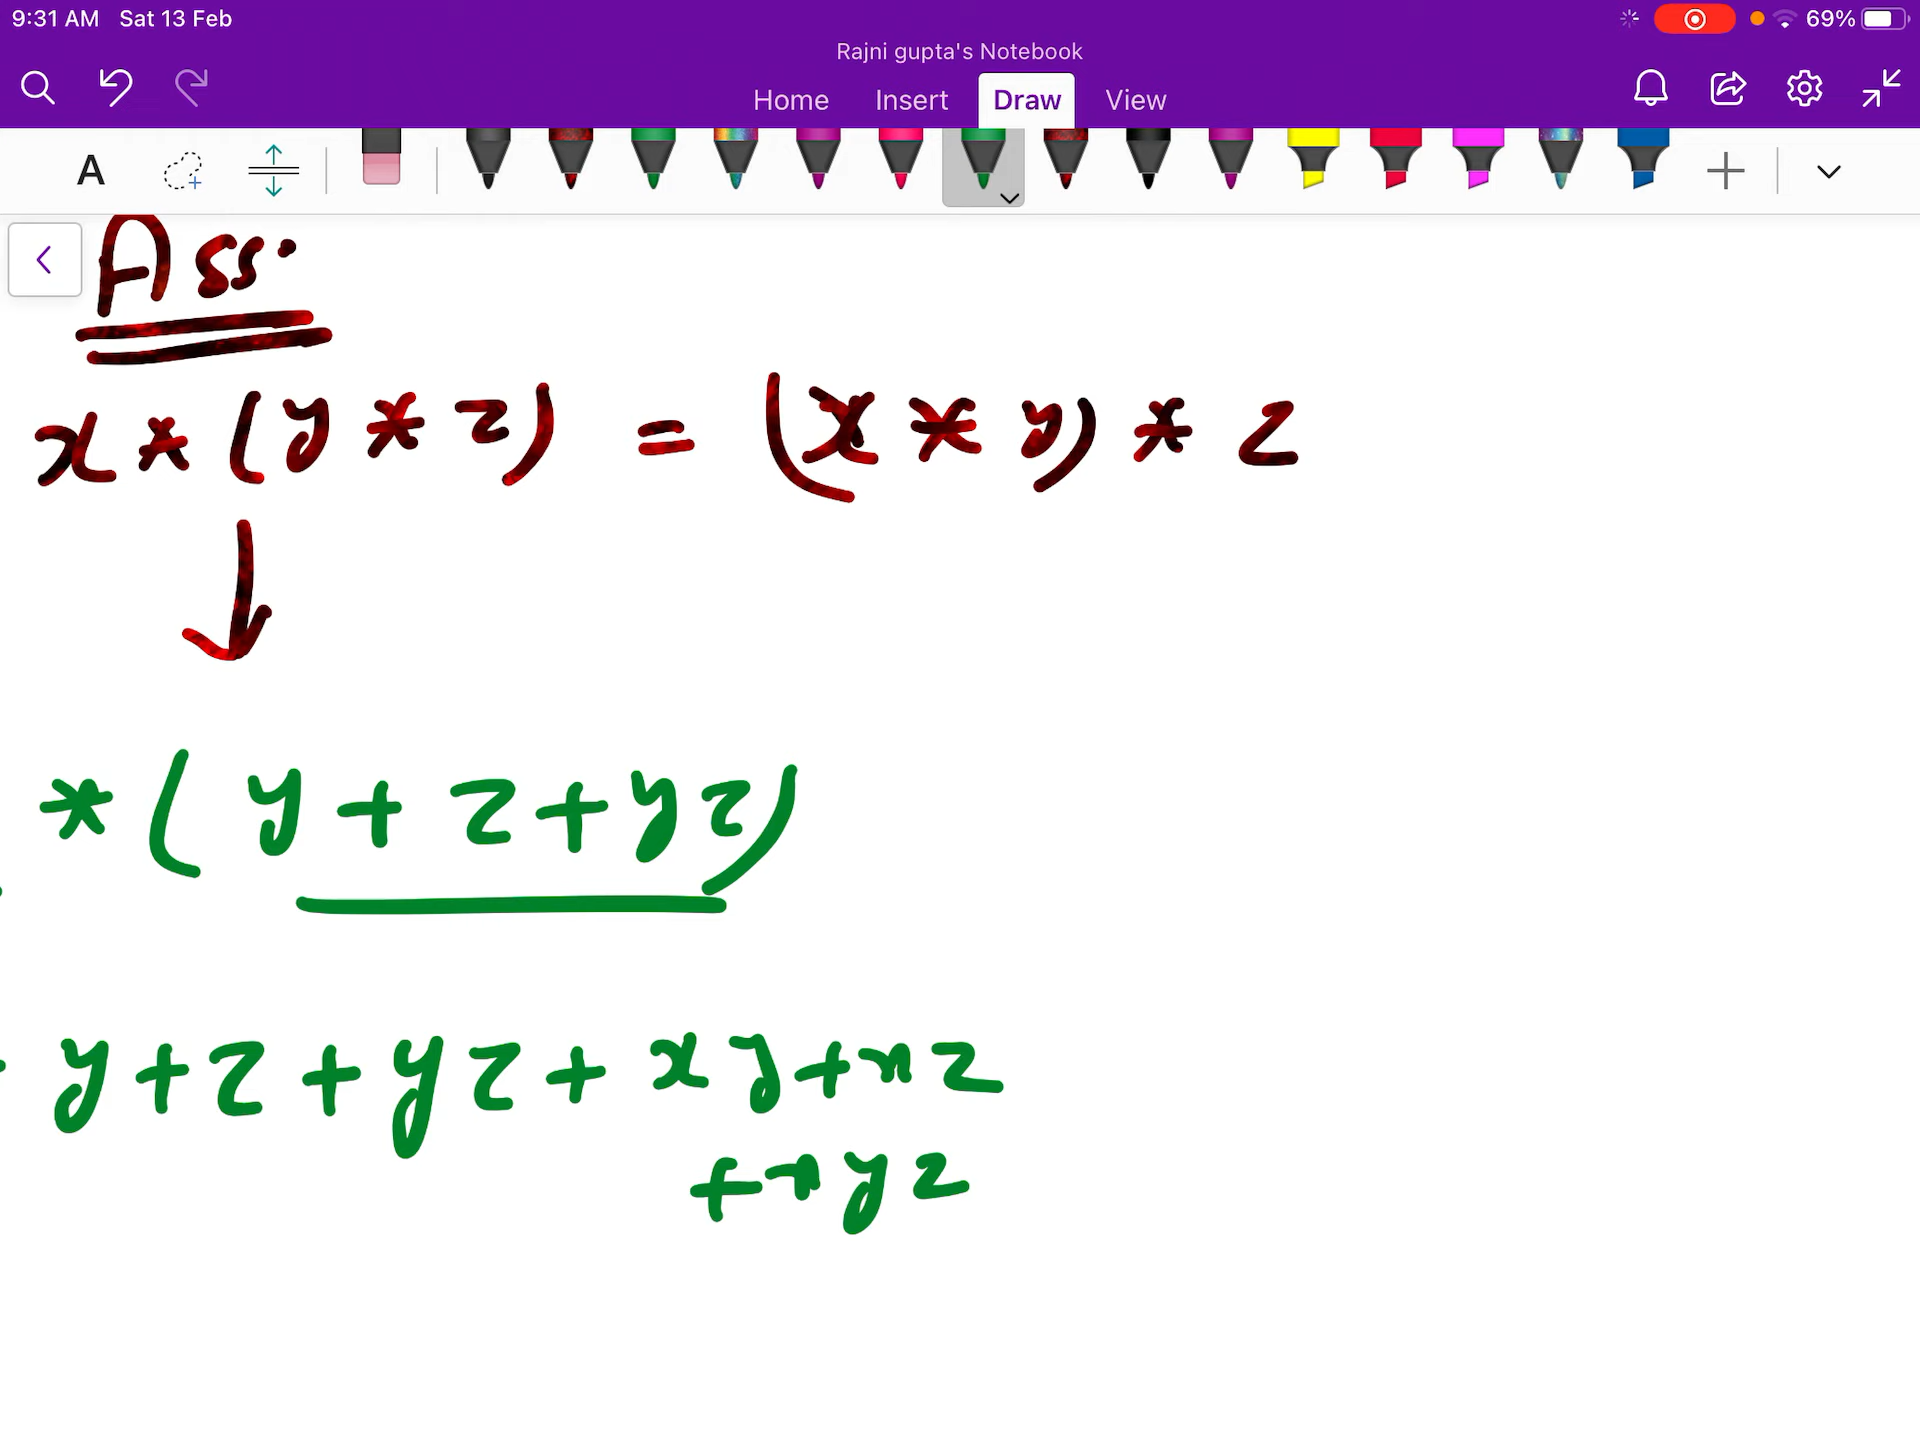 9:31 AM Sat 13 Feb
69%
Rajni gupta's Notebook
Home Insert Draw View
A
Ass.
x * (y * z) = (x * y) * z
* ( y + z + yz)
y + z + yz + xy + xz
+ xyz